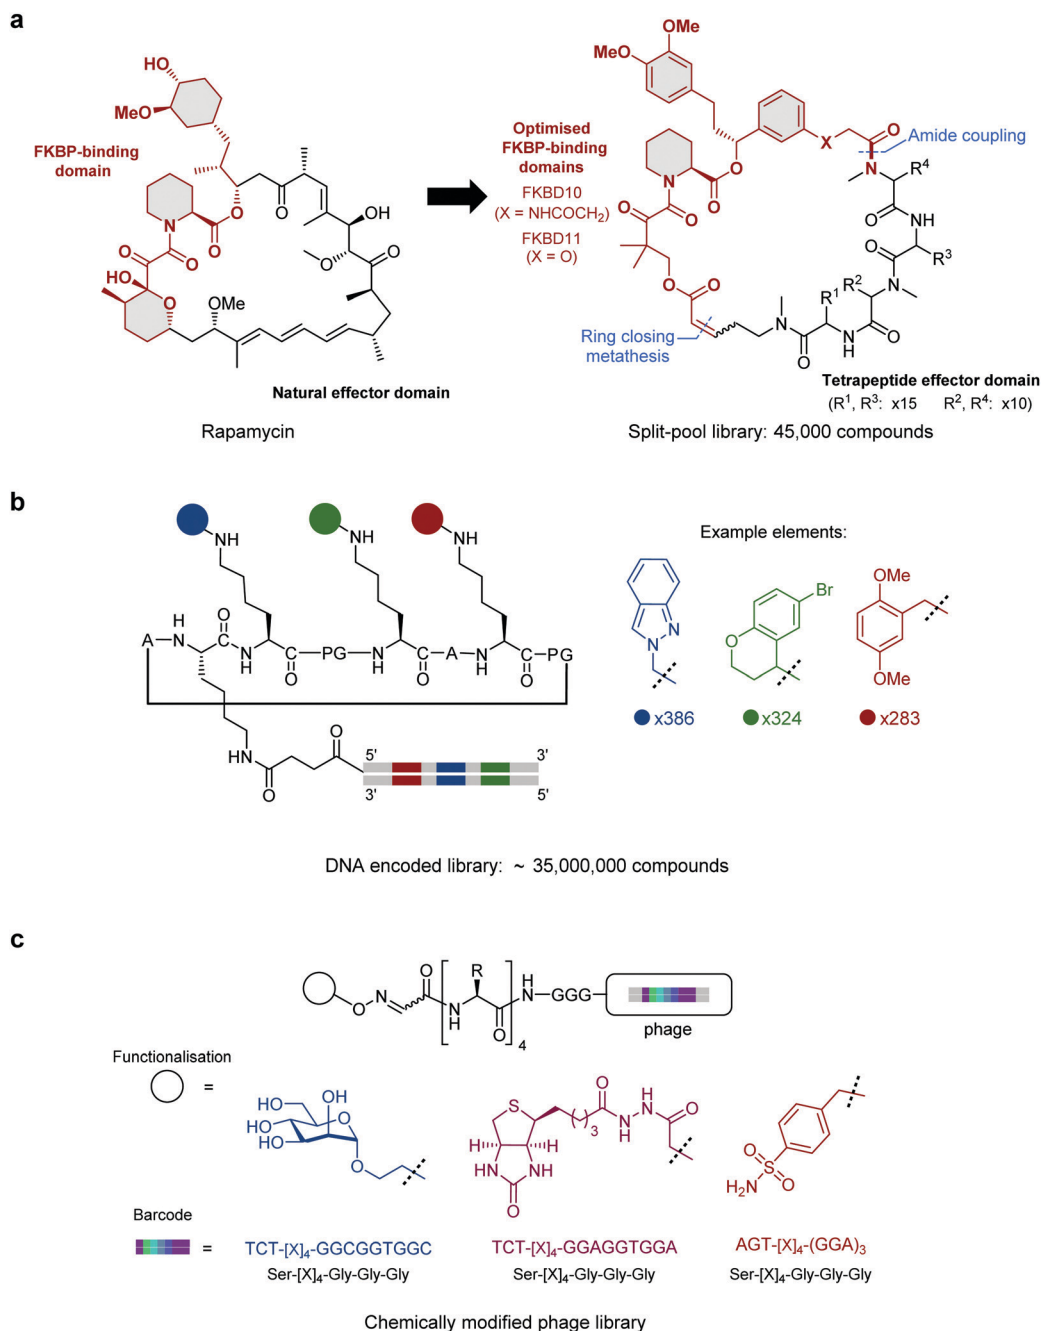 a
HO
MeO
FKBP-binding
domain
N
O
O
O
O
HO
O
OMe
O
OH
O
O
Natural effector domain
Rapamycin
OMe
MeO
Optimised
FKBP-binding
domains
FKBD10
(X = NHCOCH2)
FKBD11
(X = O)
N
O
O
O
O
O
O
X
O
Amide coupling
N
R4
O
NH
O
R3
N
R2
R1
O
N
H
O
N
Ring closing
metathesis
Tetrapeptide effector domain
(R1, R3: x15 R2, R4: x10)
Split-pool library: 45,000 compounds
b
NH
NH
NH
A
H
N
O
N
H
O
PG
N
H
O
A
N
H
O
PG
HN
O
O
5' 3'
3' 5'
Example elements:
N
N
O
Br
OMe
OMe
x386
x324
x283
DNA encoded library: ~ 35,000,000 compounds
c
O
N
O
N
H
R
O
4
H
N
GGG
phage
Functionalisation
=
HO
OH
HO
HO
O
O
S
H
H
HN
NH
O
3
O
N
H
H
N
O
O
S
O
H2N
Barcode
=
TCT-[X]4-GGCGGTGGC
Ser-[X]4-Gly-Gly-Gly
TCT-[X]4-GGAGGTGGA
Ser-[X]4-Gly-Gly-Gly
AGT-[X]4-(GGA)3
Ser-[X]4-Gly-Gly-Gly
Chemically modified phage library